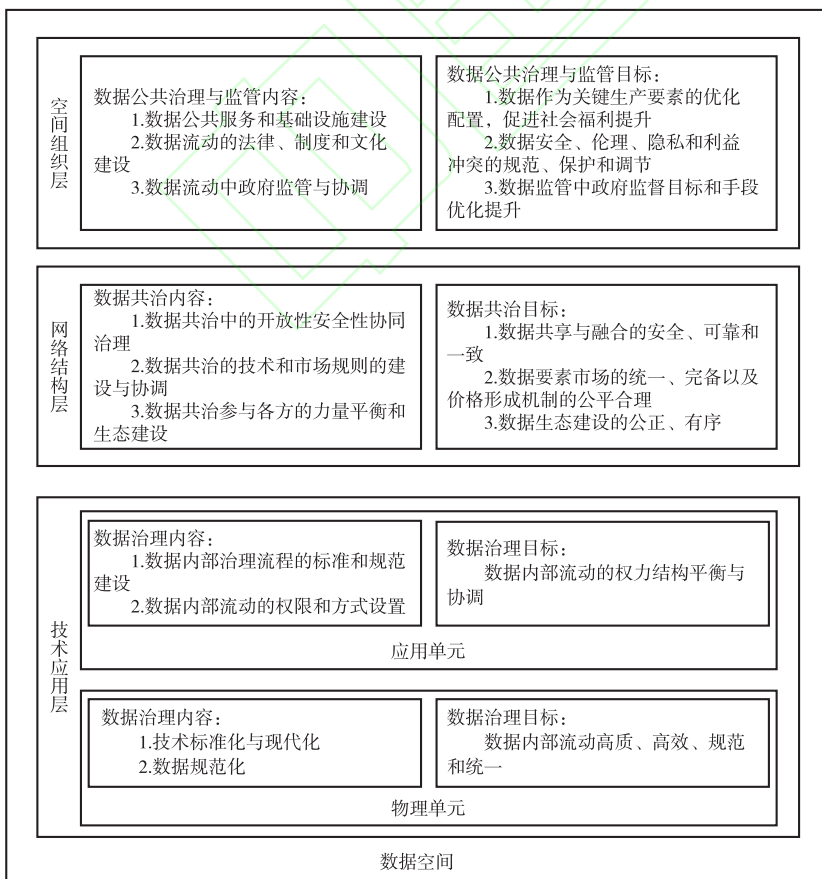 空间组织层
数据公共治理与监管内容：
1.数据公共服务和基础设施建设
2.数据流动的法律、制度和文化
建设
3.数据流动中政府监管与协调
数据公共治理与监管目标：
1.数据作为关键生产要素的优化
配置，促进社会福利提升
2.数据安全、伦理、隐私和利益
冲突的规范、保护和调节
3.数据监管中政府监督目标和手段
优化提升
网络结构层
数据共治内容：
1.数据共治中的开放性安全性协同
治理
2.数据共治的技术和市场规则的建
设与协调
3.数据共治参与各方的力量平衡和
生态建设
数据共治目标：
1.数据共享与融合的安全、可靠和
一致
2.数据要素市场的统一、完备以及
价格形成机制的公平合理
3.数据生态建设的公正、有序
技术应用层
数据治理内容：
1.数据内部治理流程的标准和规范
建设
2.数据内部流动的权限和方式设置
数据治理目标：
数据内部流动的权力结构平衡与
协调
应用单元
数据治理内容：
1.技术标准化与现代化
2.数据规范化
数据治理目标：
数据内部流动高质、高效、规范
和统一
物理单元
数据空间